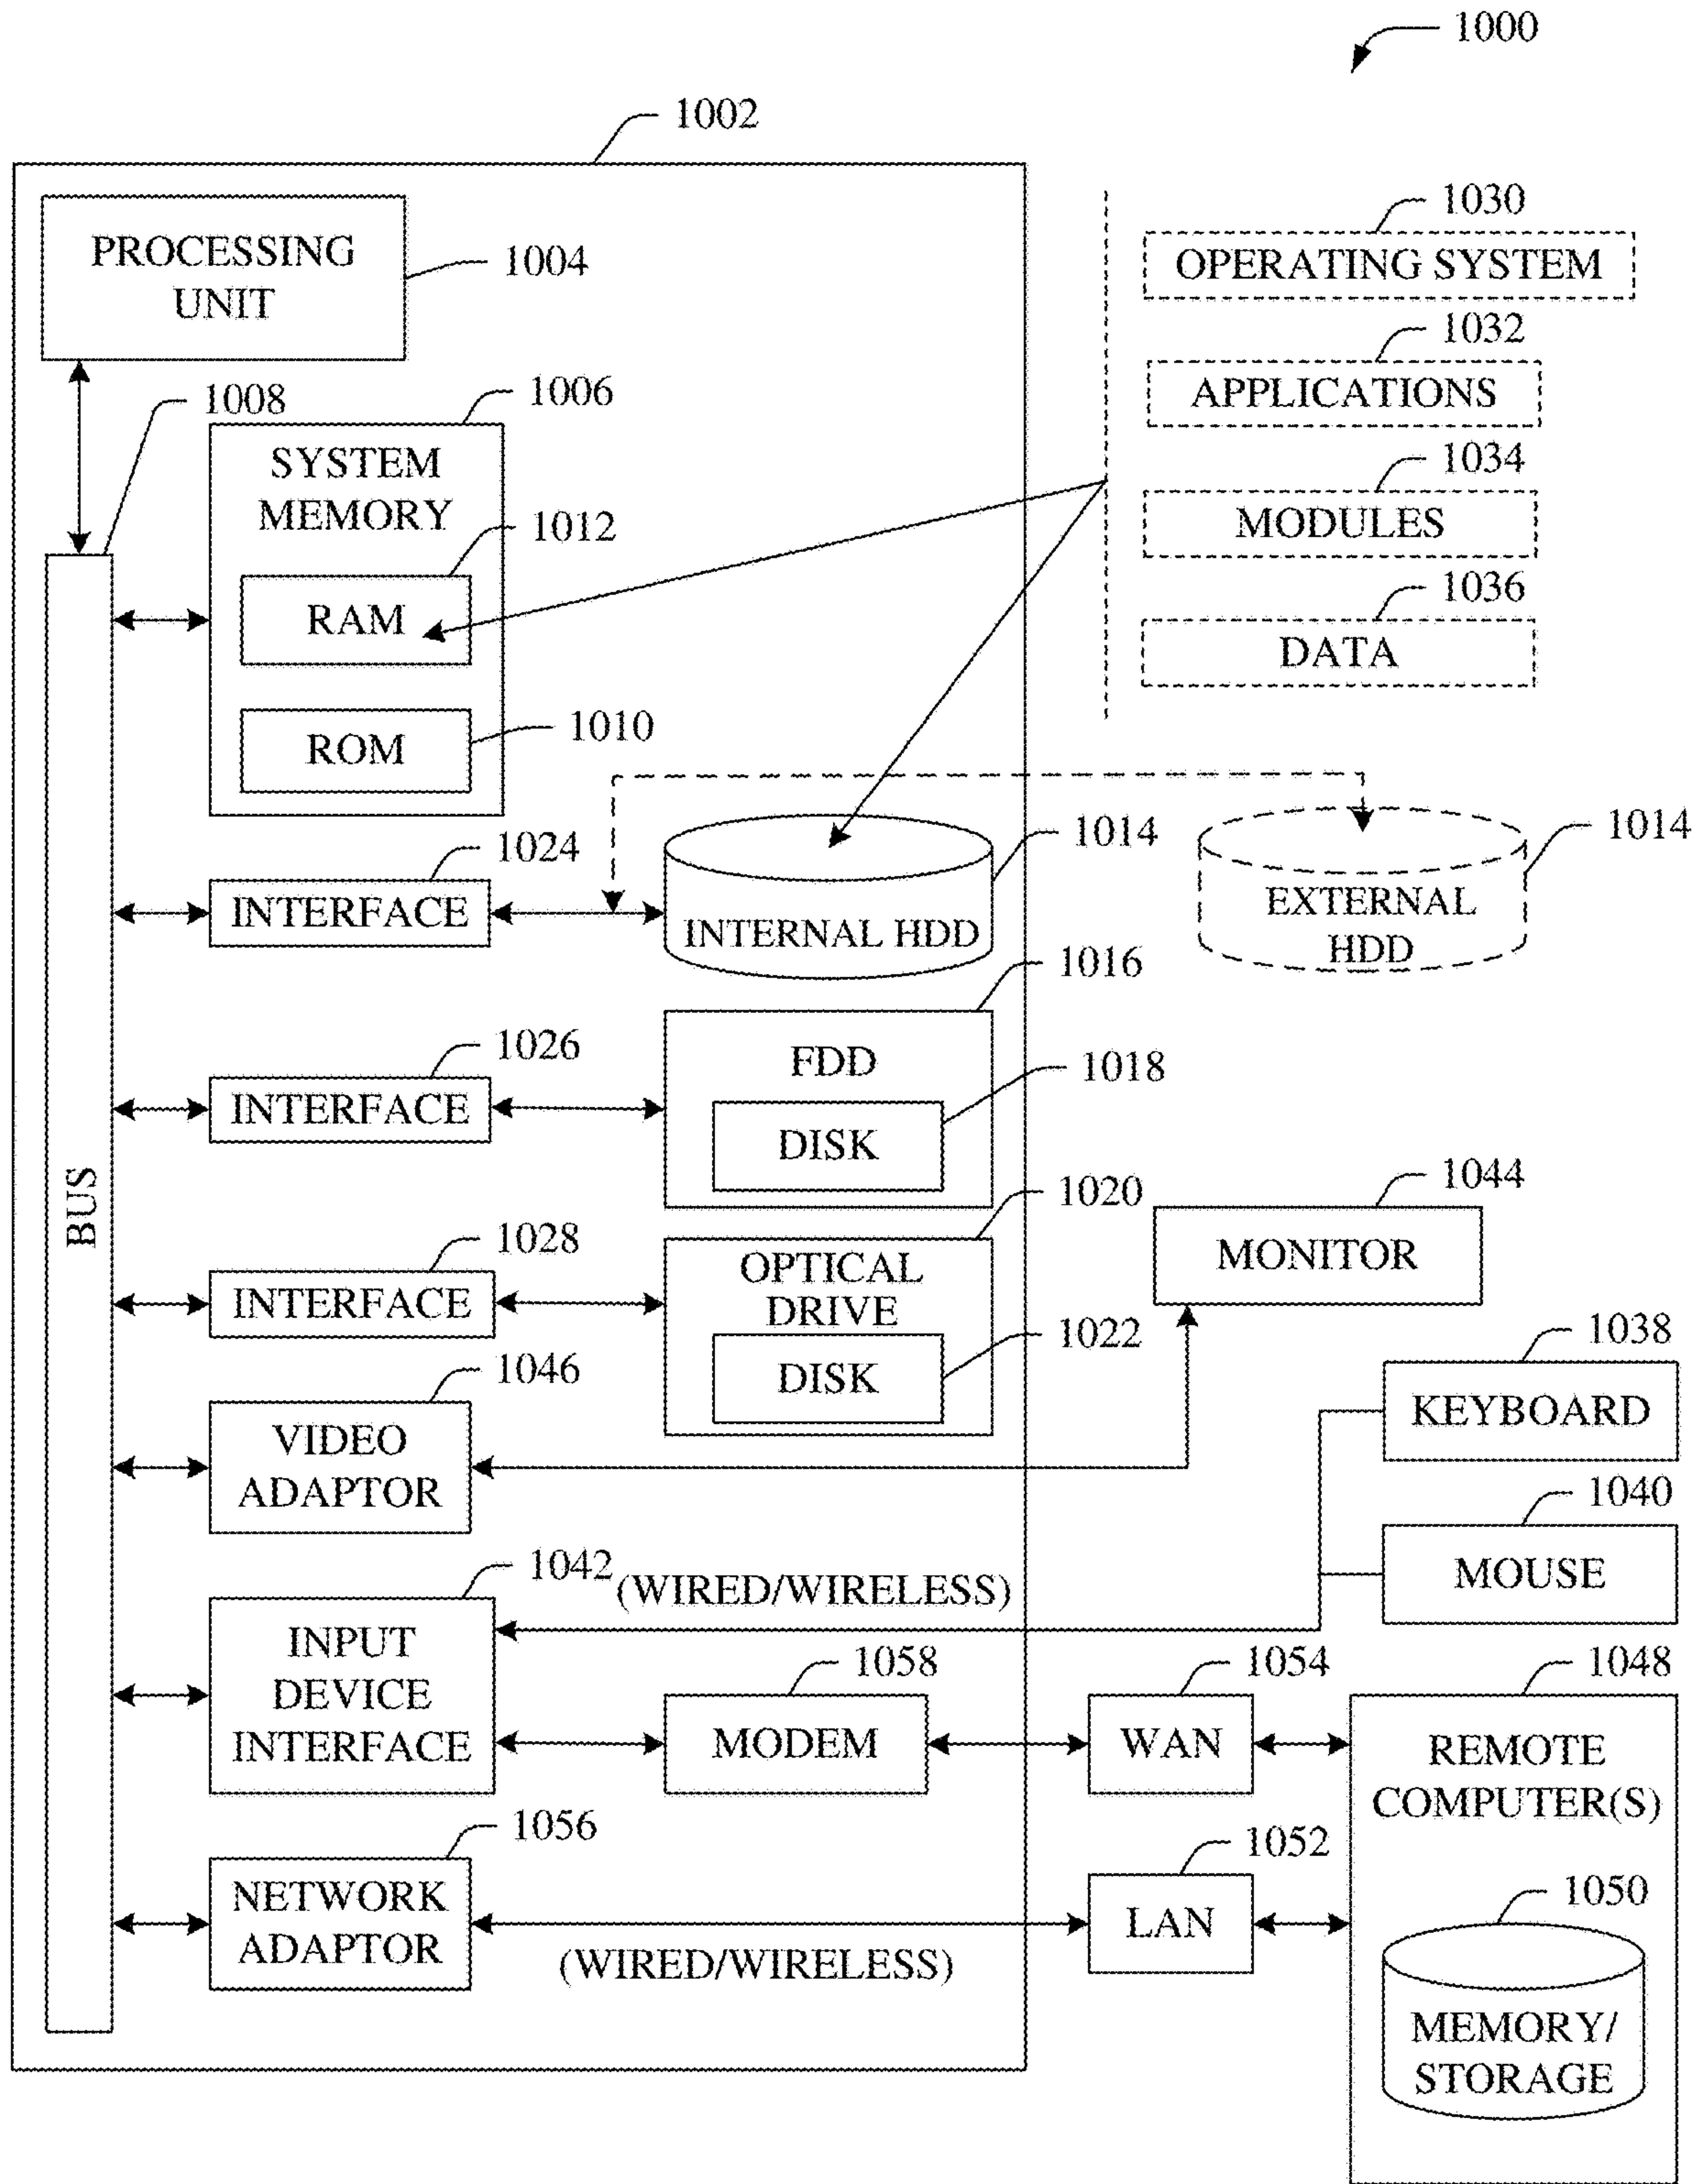 1000
1002
PROCESSING
UNIT
1004
1030
OPERATING SYSTEM
1032
APPLICATIONS
1034
MODULES
1036
DATA
1008
1006
SYSTEM
MEMORY
1012
RAM
1010
ROM
1024
INTERFACE
1014
INTERNAL HDD
1014
EXTERNAL
HDD
1016
FDD
1018
DISK
1026
INTERFACE
BUS
1020
OPTICAL
DRIVE
1022
DISK
1028
INTERFACE
1044
MONITOR
1046
VIDEO
ADAPTOR
1038
KEYBOARD
1040
MOUSE
1042
(WIRED/WIRELESS)
INPUT
DEVICE
INTERFACE
1058
MODEM
1054
WAN
1048
REMOTE
COMPUTER(S)
1056
NETWORK
ADAPTOR
(WIRED/WIRELESS)
1052
LAN
1050
MEMORY/
STORAGE